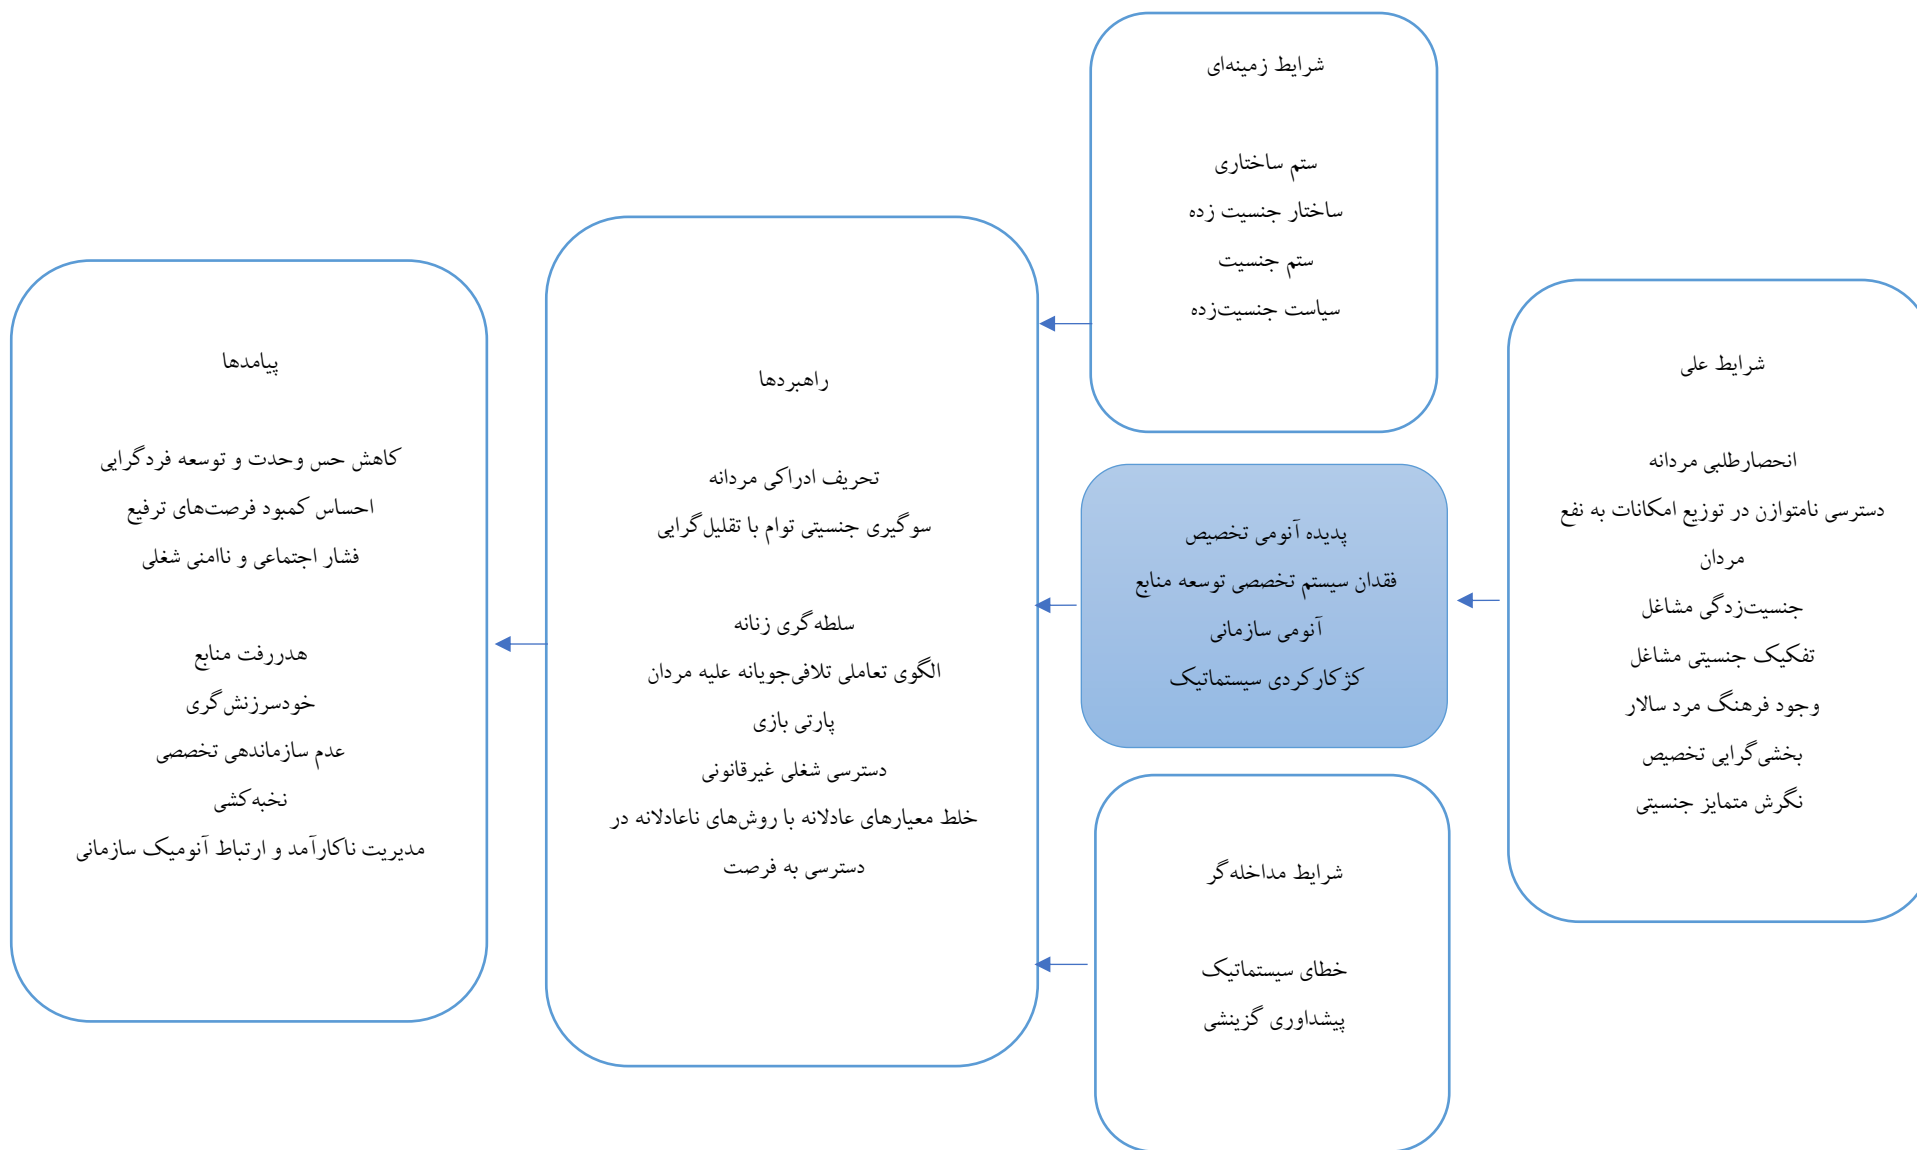 شرایط زمینه‌ای
ستم ساختاری
ساختار جنسیت زده
ستم جنسیت
سیاست جنسیت‌زده
شرایط علی
انحصارطلبی مردانه
دسترسی نامتوازن در توزیع امکانات به نفع
مردان
جنسیت‌زدگی مشاغل
تفکیک جنسیتی مشاغل
وجود فرهنگ مرد سالار
بخشی‌گرایی تخصیص
نگرش متمایز جنسیتی
پدیده آنومی تخصیص
فقدان سیستم تخصصی توسعه منابع
آنومی سازمانی
کژکارکردی سیستماتیک
شرایط مداخله‌گر
خطای سیستماتیک
پیشداوری گزینشی
راهبردها
تحریف ادراکی مردانه
سوگیری جنسیتی توام با تقلیل‌گرایی
سلطه‌گری زنانه
الگوی تعاملی تلافی‌جویانه علیه مردان
پارتی بازی
دسترسی شغلی غیرقانونی
خلط معیارهای عادلانه با روش‌های ناعادلانه در
دسترسی به فرصت
پیامدها
کاهش حس وحدت و توسعه فردگرایی
احساس کمبود فرصت‌های ترفیع
فشار اجتماعی و ناامنی شغلی
هدررفت منابع
خودسرزنش‌گری
عدم سازماندهی تخصصی
نخبه‌کشی
مدیریت ناکارآمد و ارتباط آنومیک سازمانی